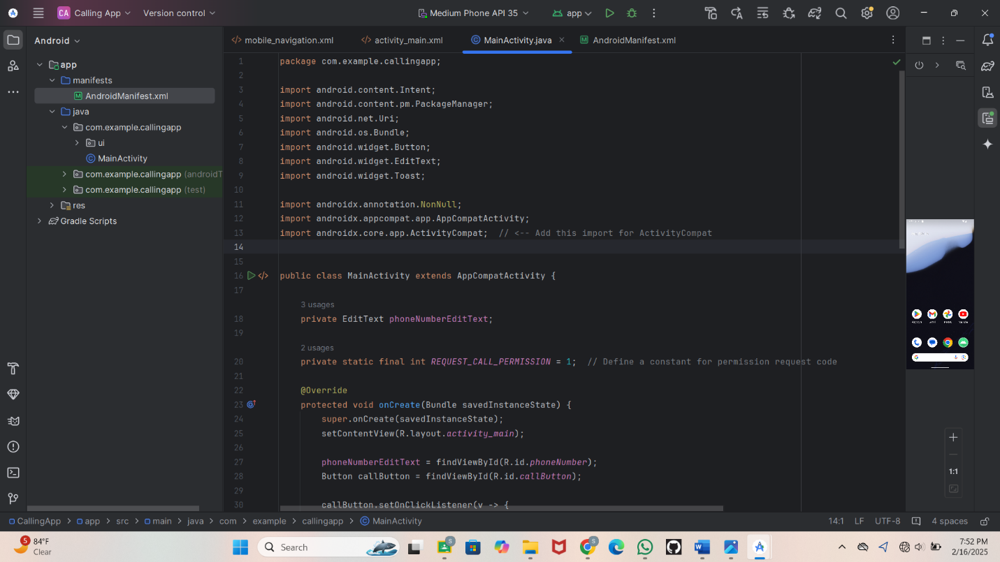 CA Calling App
Version control
Medium Phone API 35
app
Android
mobile_navigation.xml
activity_main.xml
MainActivity.java
AndroidManifest.xml
app
manifests
AndroidManifest.xml
java
com.example.callingapp
ui
MainActivity
com.example.callingapp (androidT
com.example.callingapp (test)
res
Gradle Scripts
1 package com.example.callingapp;
2
3 import android.content.Intent;
4 import android.content.pm.PackageManager;
5 import android.net.Uri;
6 import android.os.Bundle;
7 import android.widget.Button;
8 import android.widget.EditText;
9 import android.widget.Toast;
10
11 import androidx.annotation.NonNull;
12 import androidx.appcompat.app.AppCompatActivity;
13 import androidx.core.app.ActivityCompat;  // <-- Add this import for ActivityCompat
14
15
16 public class MainActivity extends AppCompatActivity {
17
3 usages
18 private EditText phoneNumberEditText;
19
2 usages
20 private static final int REQUEST_CALL_PERMISSION = 1;  // Define a constant for permission request code
21
22 @Override
23 protected void onCreate(Bundle savedInstanceState) {
24 super.onCreate(savedInstanceState);
25 setContentView(R.layout.activity_main);
26
27 phoneNumberEditText = findViewById(R.id.phoneNumber);
28 Button callButton = findViewById(R.id.callButton);
29
30 callButton.setOnClickListener(v -> {
1:1
CallingApp > app > src > main > java > com > example > callingapp > MainActivity
14:1 LF UTF-8 4 spaces
5
84°F
Clear
Search
S
S
7:52 PM
2/16/2025